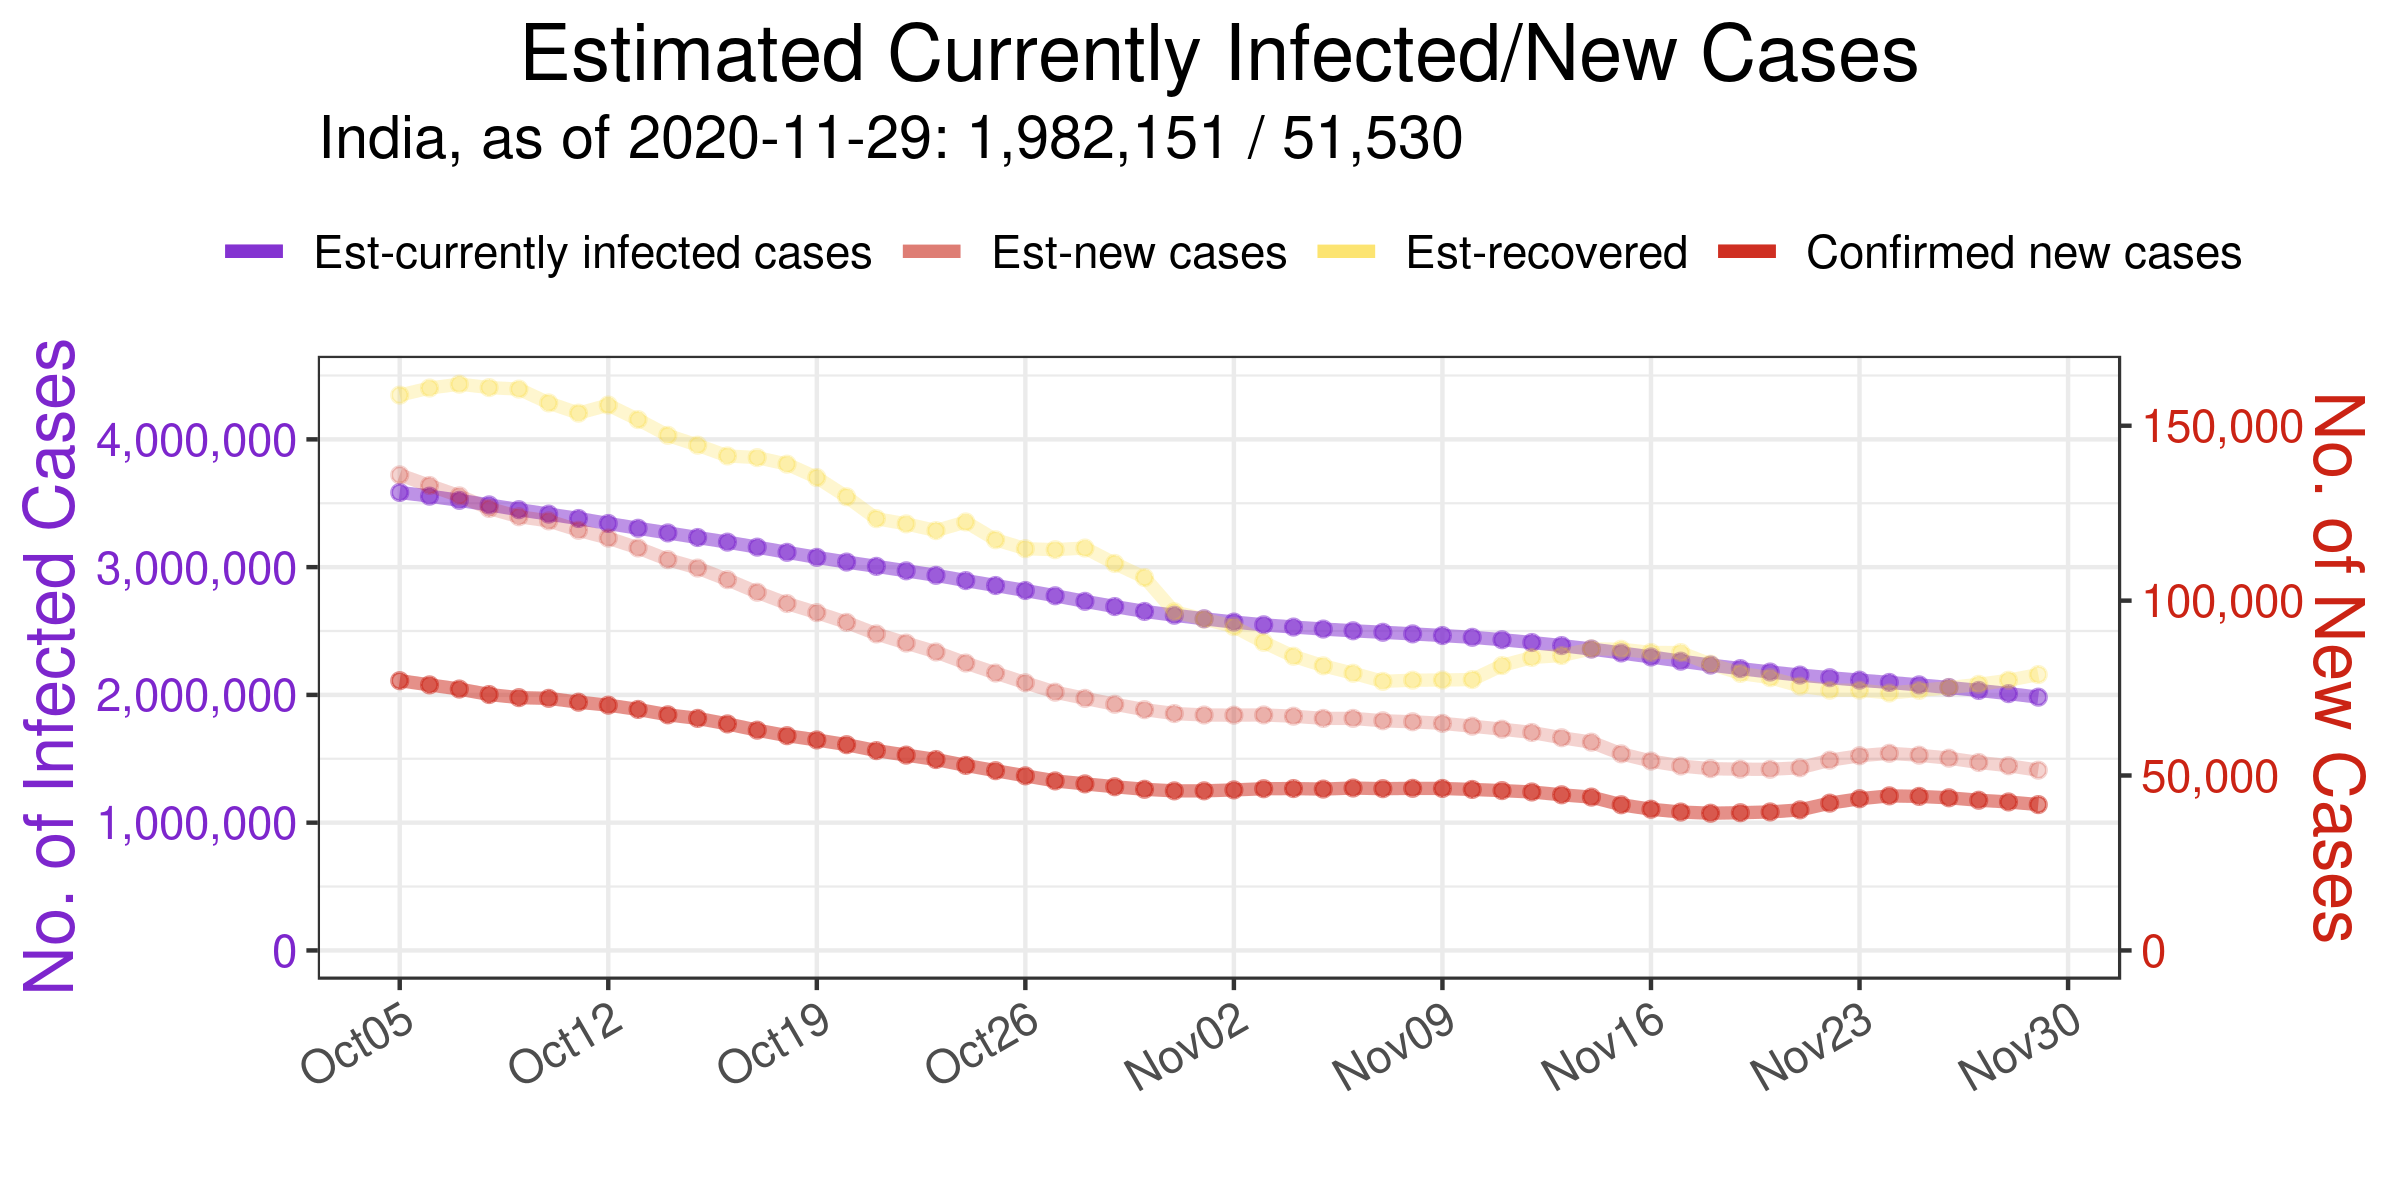 Estimated Currently Infected/New Cases
India, as of 2020-11-29: 1,982,151 / 51,530
Est-currently infected cases Est-new cases Est-recovered Confirmed new cases
No. of Infected Cases
4,000,000
3,000,000
2,000,000
1,000,000
0
150,000
100,000
50,000
0
No. of New Cases
Oct05 Oct12 Oct19 Oct26 Nov02 Nov09 Nov16 Nov23 Nov30